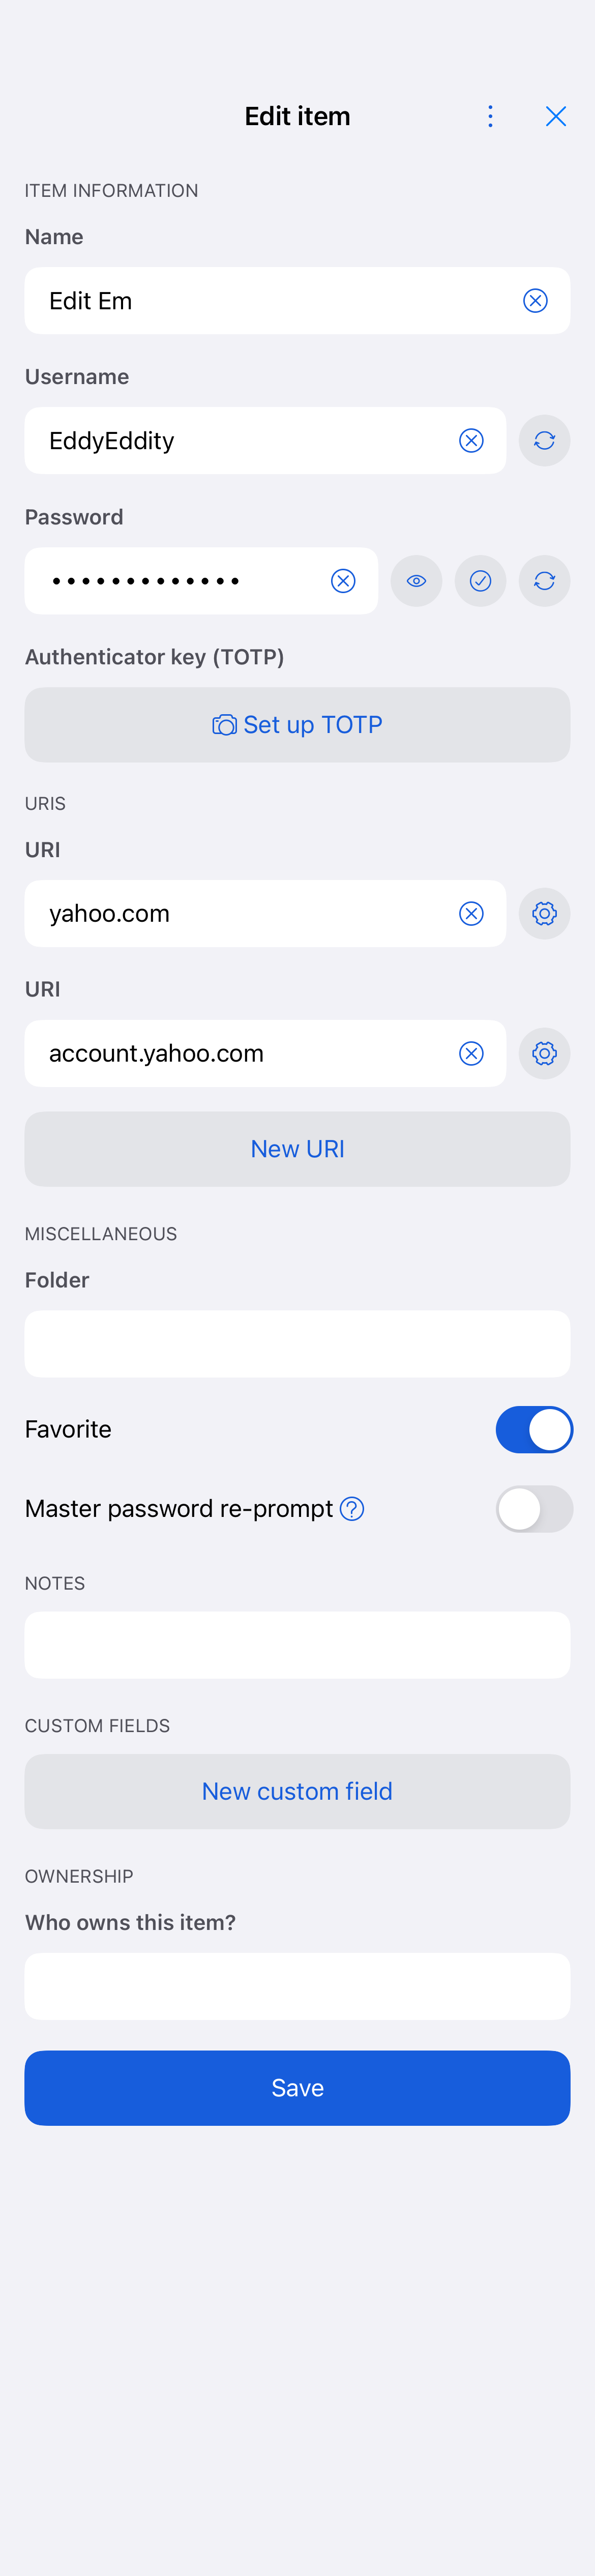 Edit item
ITEM INFORMATION
Name
Edit Em
Username
EddyEddity
Password
•••••••••••••
Authenticator key (TOTP)
Set up TOTP
URIS
URI
yahoo.com
URI
account.yahoo.com
New URI
MISCELLANEOUS
Folder
Favorite
Master password re-prompt
NOTES
CUSTOM FIELDS
New custom field
OWNERSHIP
Who owns this item?
Save